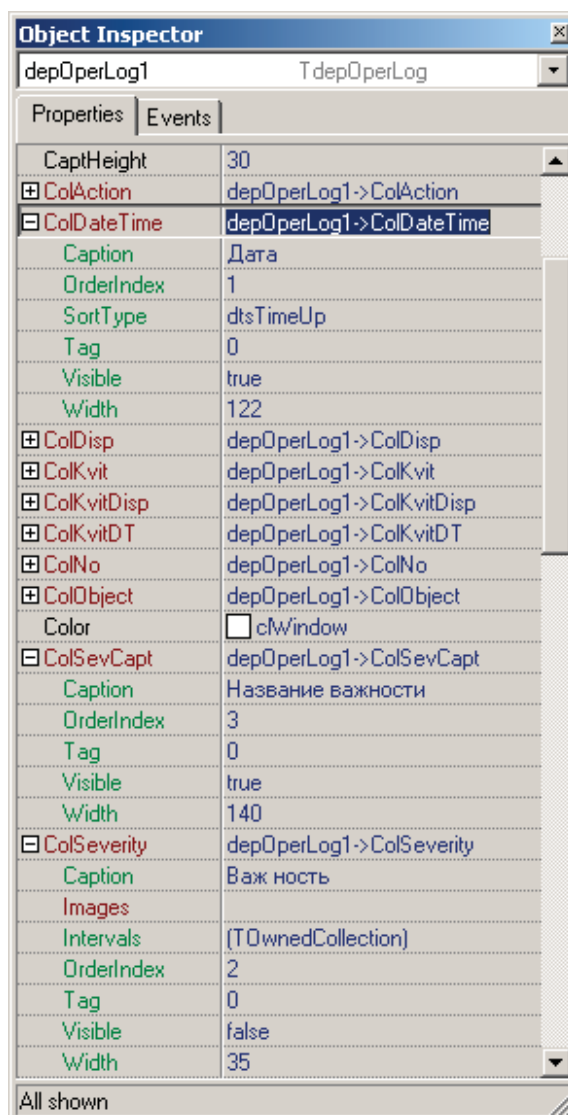 Object Inspector
depOperLog1 TdepOperLog
Properties Events
CaptHeight 30
ColAction depOperLog1->ColAction
ColDateTime depOperLog1->ColDateTime
Caption Дата
OrderIndex 1
SortType dtsTimeUp
Tag 0
Visible true
Width 122
ColDisp depOperLog1->ColDisp
ColKvit depOperLog1->ColKvit
ColKvitDisp depOperLog1->ColKvitDisp
ColKvitDT depOperLog1->ColKvitDT
ColNo depOperLog1->ColNo
ColObject depOperLog1->ColObject
Color clWindow
ColSevCapt depOperLog1->ColSevCapt
Caption Название важности
OrderIndex 3
Tag 0
Visible true
Width 140
ColSeverity depOperLog1->ColSeverity
Caption Важ ность
Images
Intervals (TOwnedCollection)
OrderIndex 2
Tag 0
Visible false
Width 35
All shown